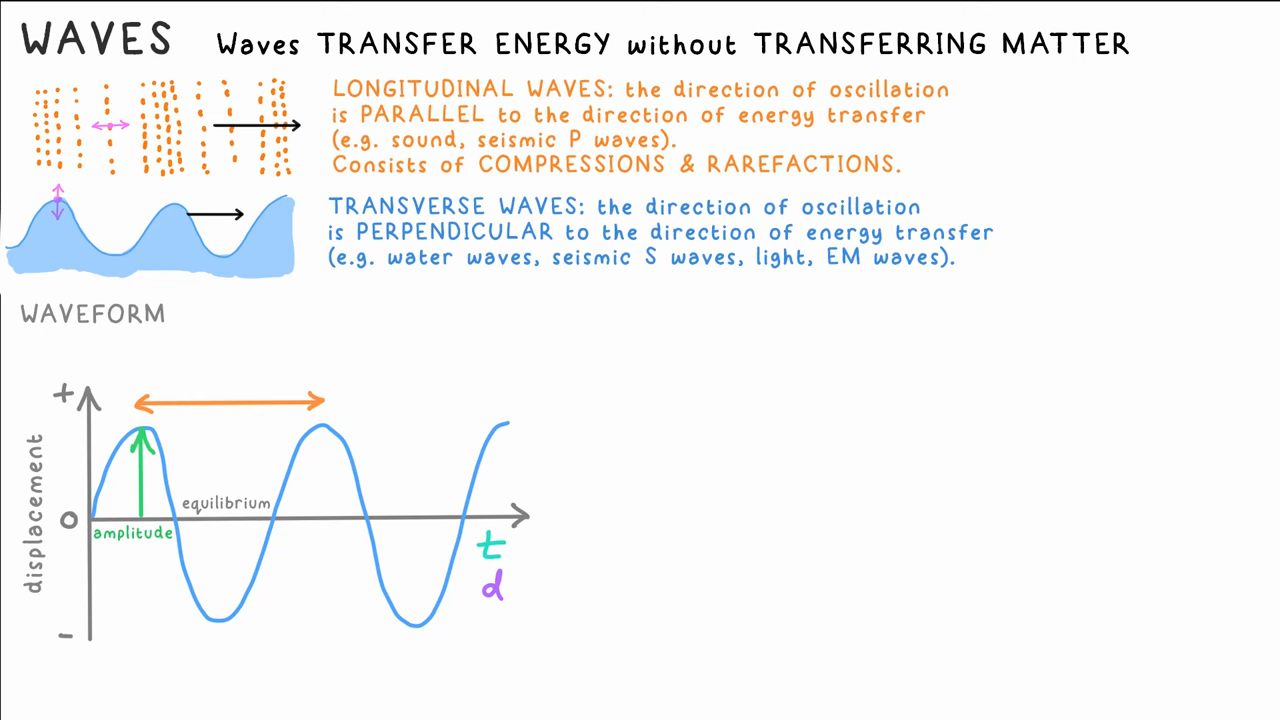 WAVES
Waves TRANSFER ENERGY without TRANSFERRING MATTER
LONGITUDINAL WAVES: the direction of oscillation
is PARALLEL to the direction of energy transfer
(e.g. sound, seismic P waves).
Consists of COMPRESSIONS & RAREFACTIONS.
TRANSVERSE WAVES: the direction of oscillation
is PERPENDICULAR to the direction of energy transfer
(e.g. water waves, seismic S waves, light, EM waves).
WAVEFORM
+
displacement
equilibrium
0
amplitude
t
d
-